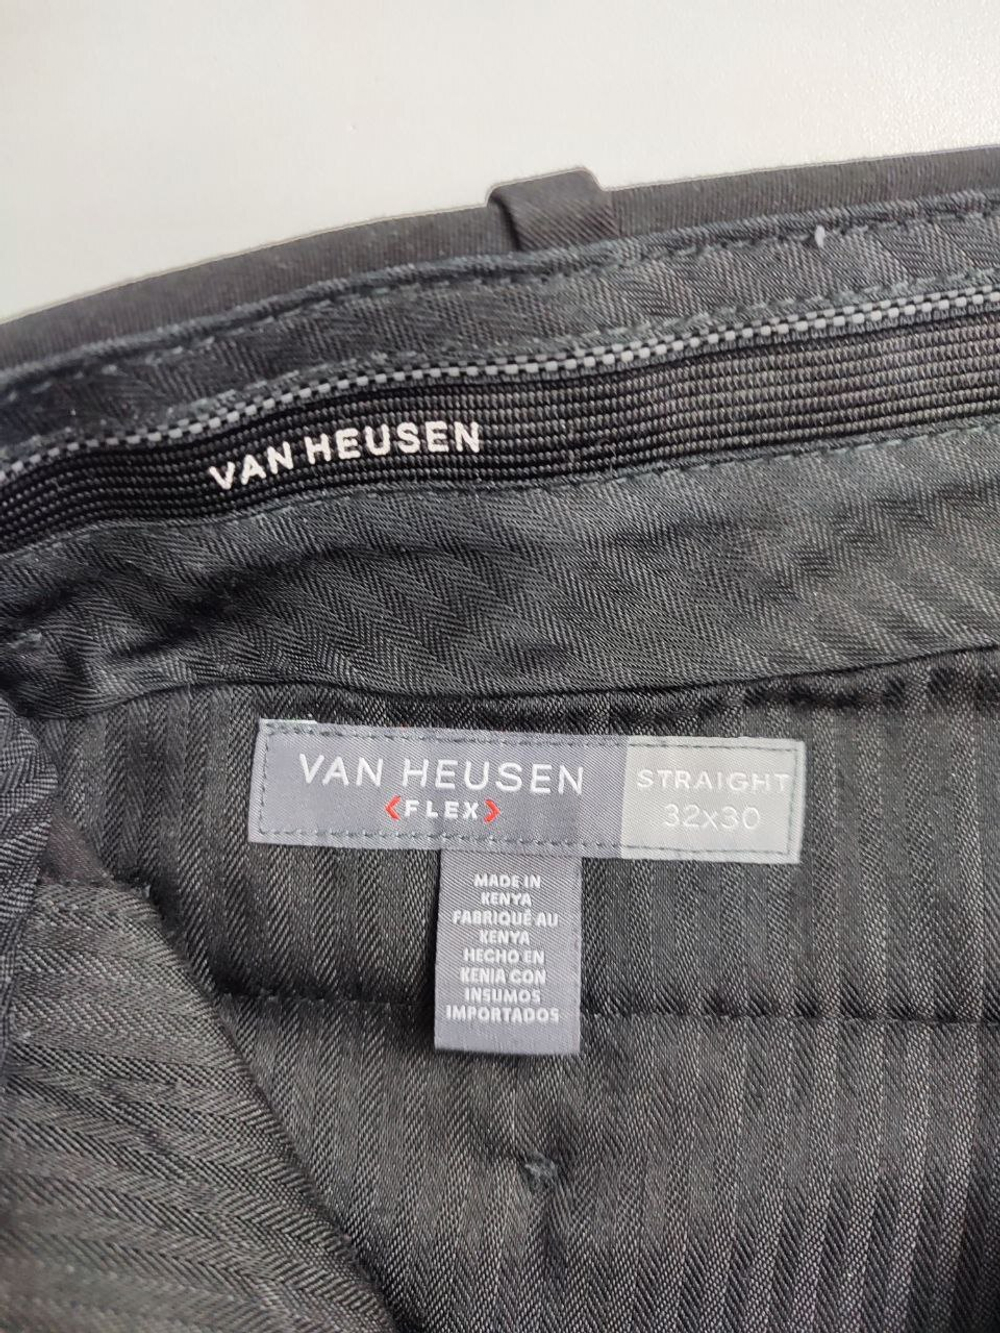 VAN HEUSEN
VAN HEUSEN
<FLEX>
STRAIGHT
32x30
MADE IN
KENYA
FABRIQUÉ AU
KENYA
HECHO EN
KENIA CON
INSUMOS
IMPORTADOS